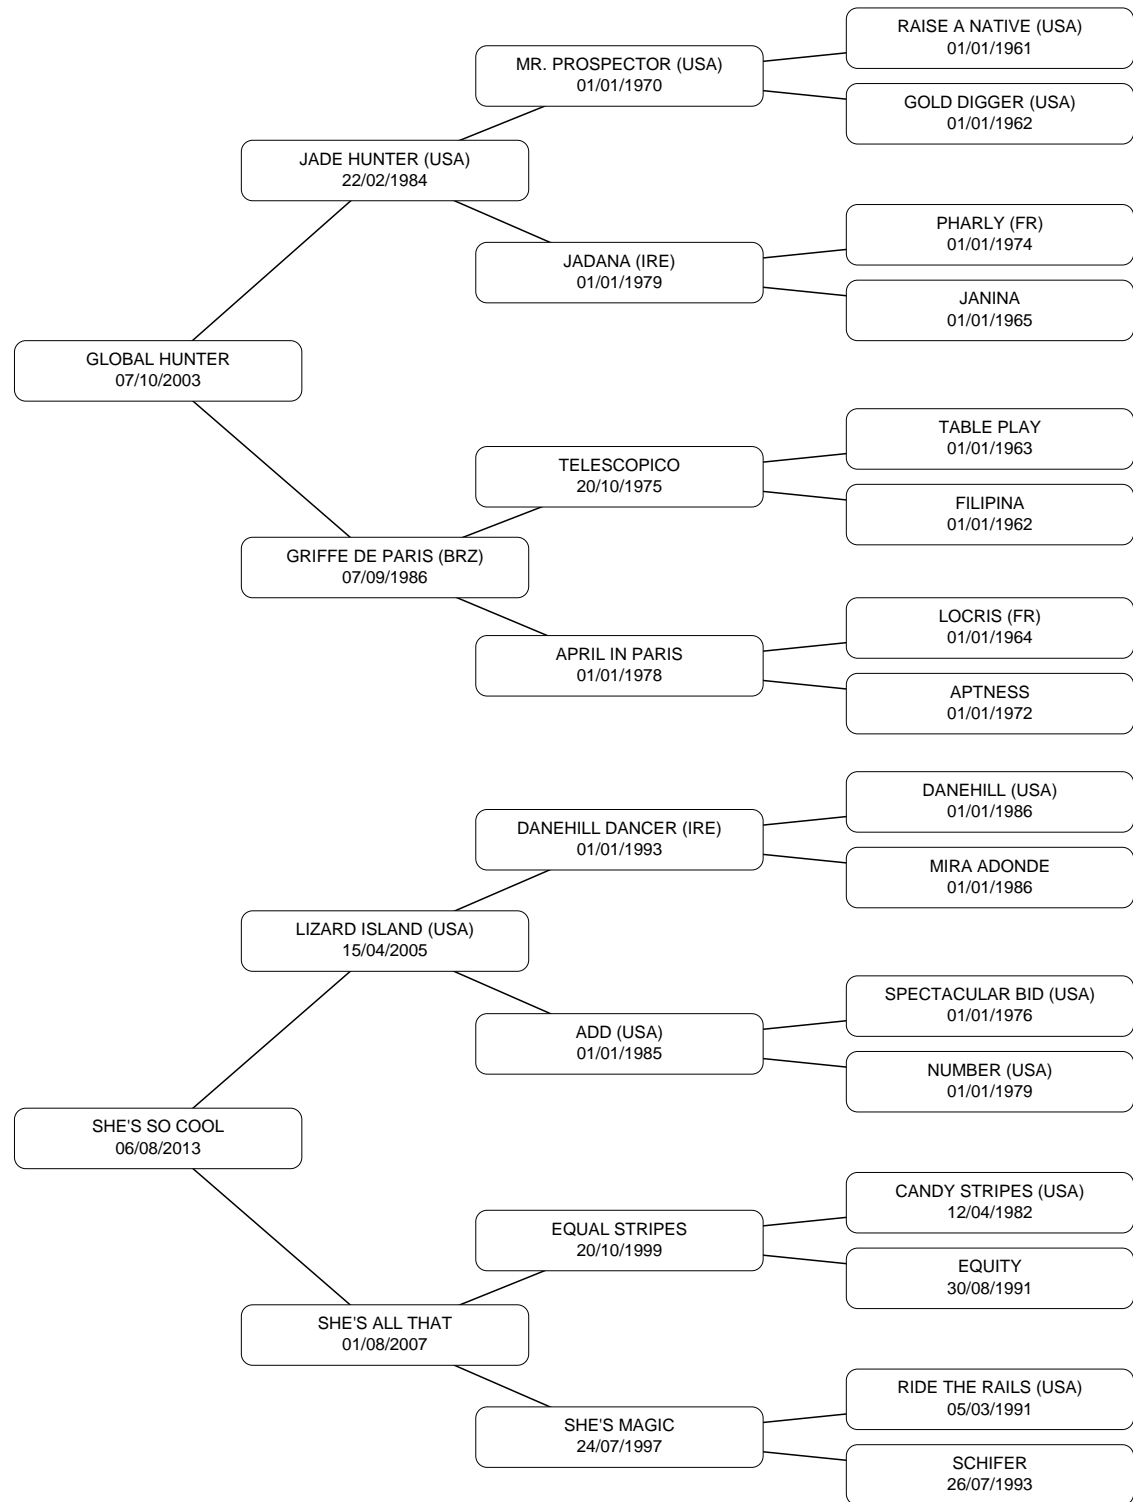 RAISE A NATIVE (USA)
01/01/1961
MR. PROSPECTOR (USA)
01/01/1970
GOLD DIGGER (USA)
01/01/1962
JADE HUNTER (USA)
22/02/1984
PHARLY (FR)
01/01/1974
JADANA (IRE)
01/01/1979
JANINA
01/01/1965
GLOBAL HUNTER
07/10/2003
TABLE PLAY
01/01/1963
TELESCOPICO
20/10/1975
FILIPINA
01/01/1962
GRIFFE DE PARIS (BRZ)
07/09/1986
LOCRIS (FR)
01/01/1964
APRIL IN PARIS
01/01/1978
APTNESS
01/01/1972
DANEHILL (USA)
01/01/1986
DANEHILL DANCER (IRE)
01/01/1993
MIRA ADONDE
01/01/1986
LIZARD ISLAND (USA)
15/04/2005
SPECTACULAR BID (USA)
01/01/1976
ADD (USA)
01/01/1985
NUMBER (USA)
01/01/1979
SHE'S SO COOL
06/08/2013
CANDY STRIPES (USA)
12/04/1982
EQUAL STRIPES
20/10/1999
EQUITY
30/08/1991
SHE'S ALL THAT
01/08/2007
RIDE THE RAILS (USA)
05/03/1991
SHE'S MAGIC
24/07/1997
SCHIFER
26/07/1993